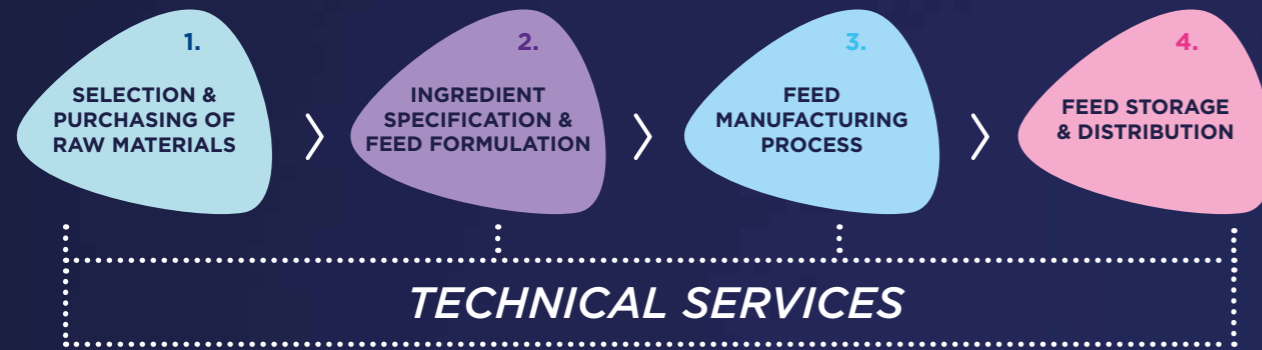 1.
SELECTION &
PURCHASING OF
RAW MATERIALS
2.
INGREDIENT
SPECIFICATION &
FEED FORMULATION
3.
FEED
MANUFACTURING
PROCESS
4.
FEED STORAGE
& DISTRIBUTION
TECHNICAL SERVICES